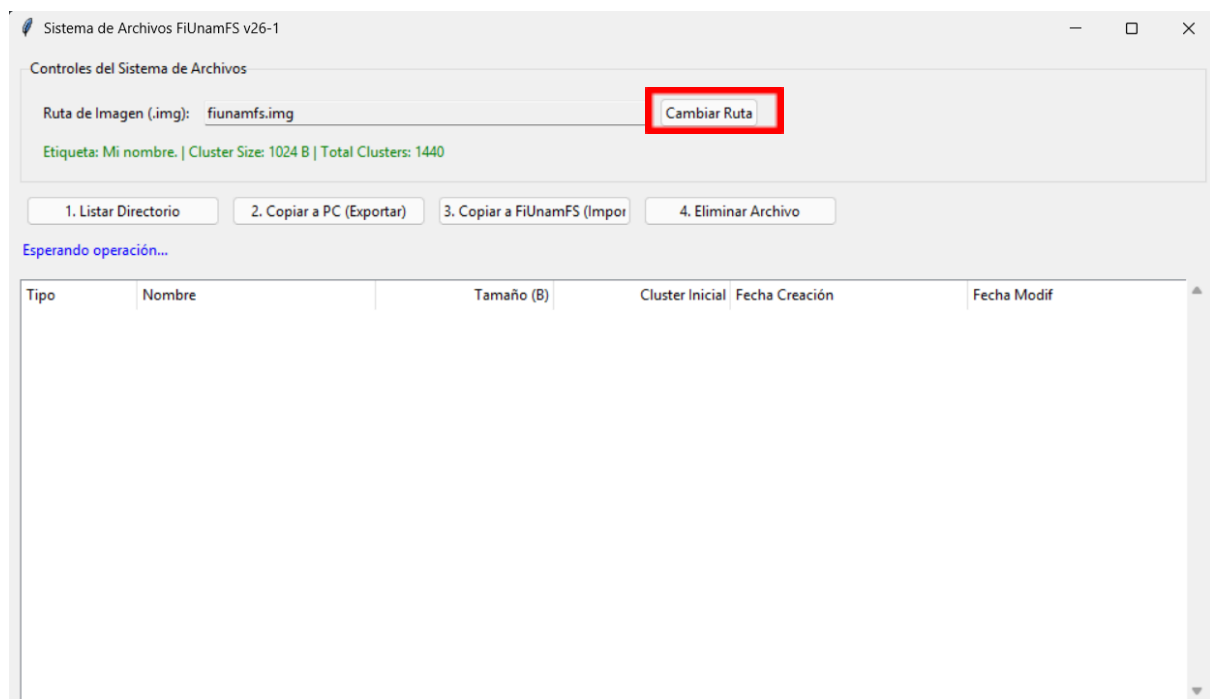 Sistema de Archivos FiUnamFS v26-1
Controles del Sistema de Archivos
Ruta de Imagen (.img): fiunamfs.img Cambiar Ruta
Etiqueta: Mi nombre. | Cluster Size: 1024 B | Total Clusters: 1440
1. Listar Directorio 2. Copiar a PC (Exportar) 3. Copiar a FiUnamFS (Impor 4. Eliminar Archivo
Esperando operación...
Tipo Nombre Tamaño (B) Cluster Inicial Fecha Creación Fecha Modif